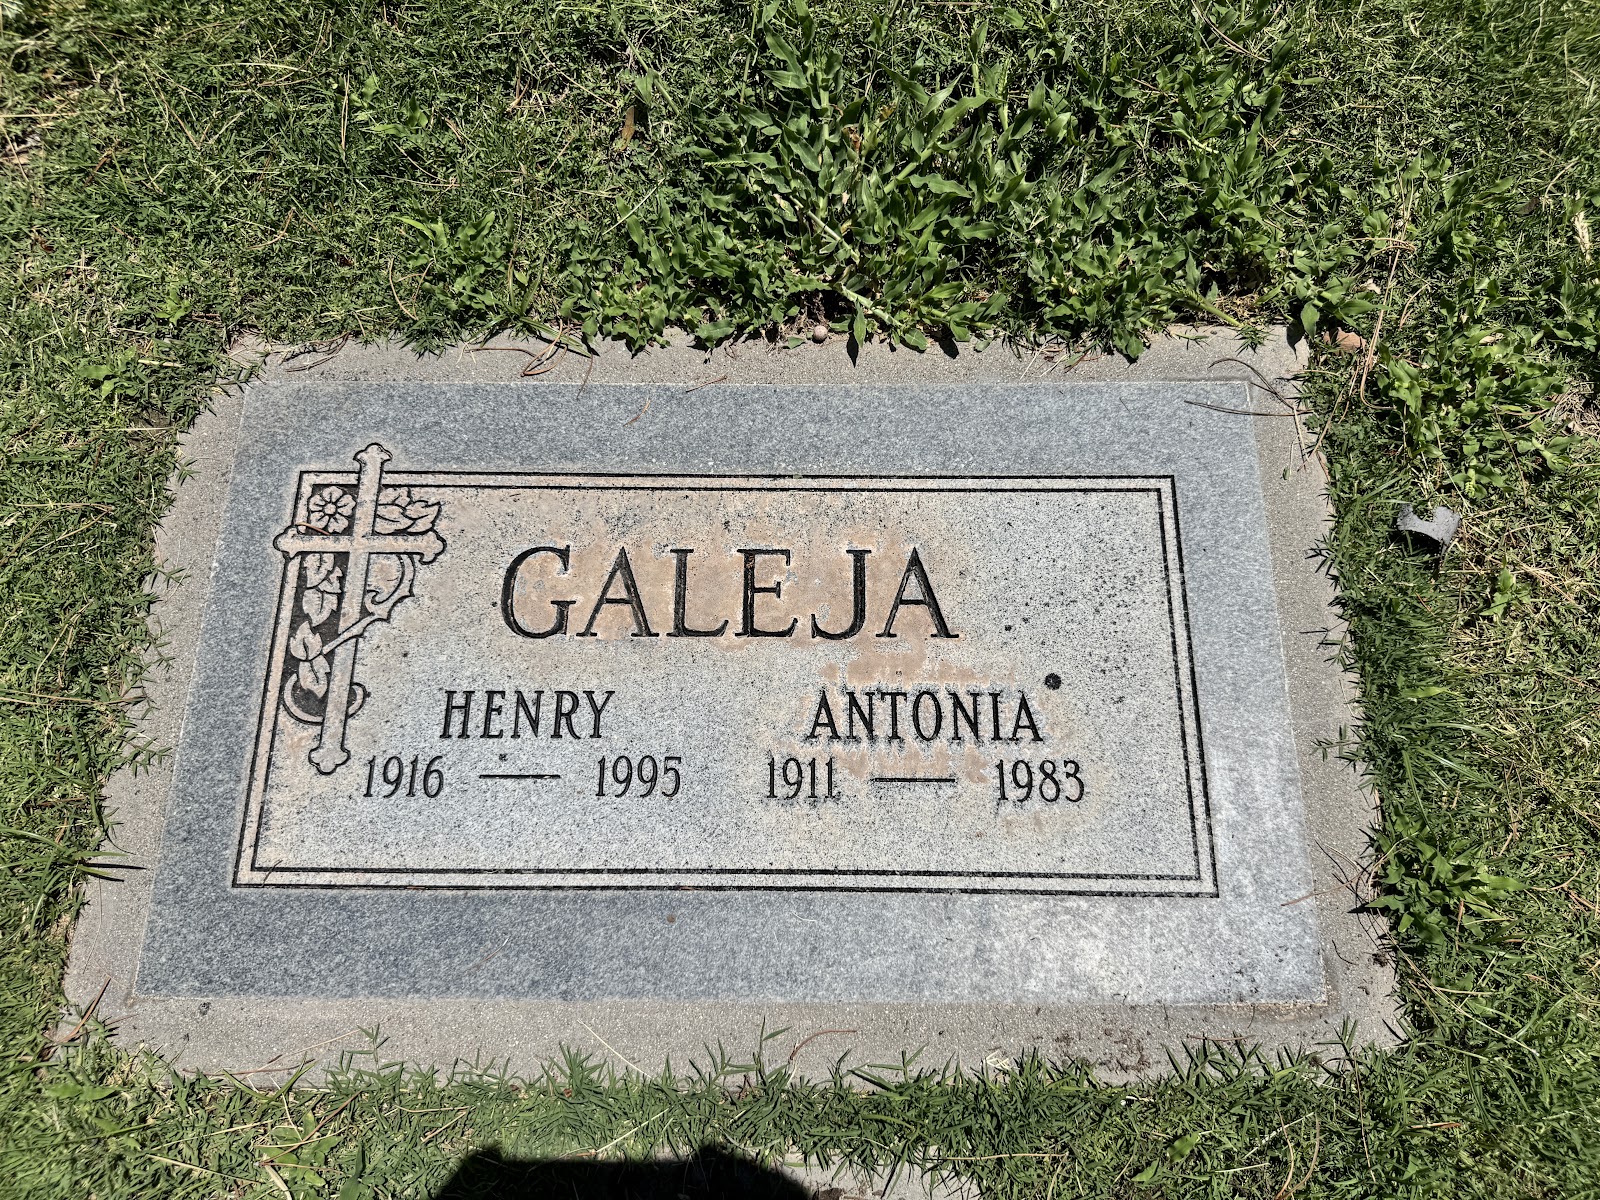 GALEJA
HENRY ANTONIA
1916 — 1995 1911 — 1983